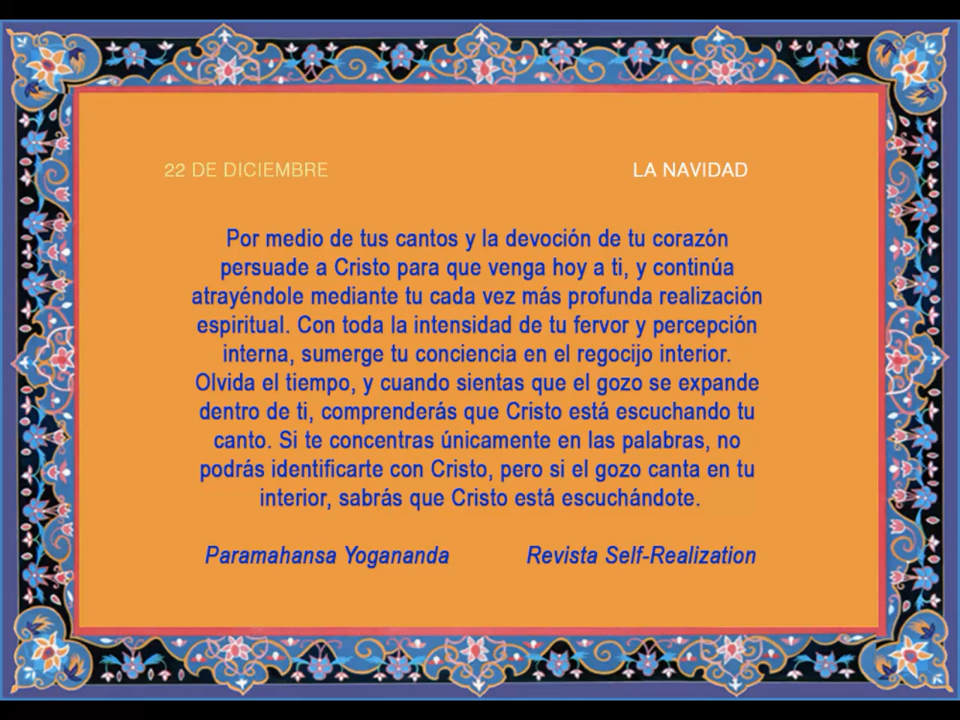 22 DE DICIEMBRE LA NAVIDAD
Por medio de tus cantos y la devoción de tu corazón
persuade a Cristo para que venga hoy a ti, y continúa
atrayéndole mediante tu cada vez más profunda realización
espiritual. Con toda la intensidad de tu fervor y percepción
interna, sumerge tu conciencia en el regocijo interior.
Olvida el tiempo, y cuando sientas que el gozo se expande
dentro de ti, comprenderás que Cristo está escuchando tu
canto. Si te concentras únicamente en las palabras, no
podrás identificarte con Cristo, pero si el gozo canta en tu
interior, sabrás que Cristo está escuchándote.
Paramahansa Yogananda Revista Self-Realization